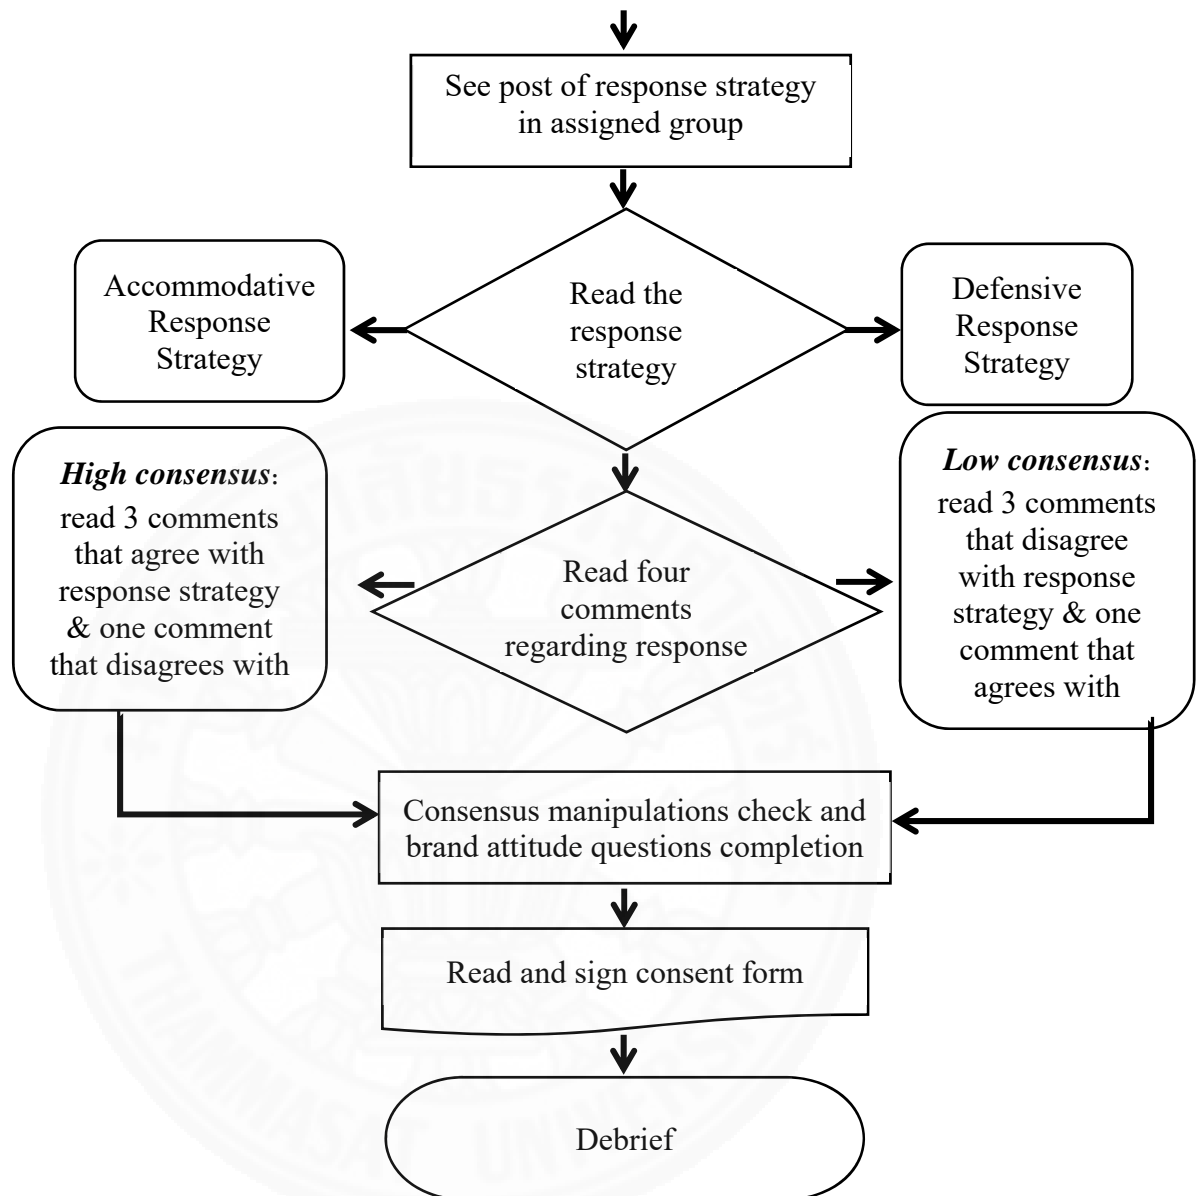 See post of response strategy
in assigned group
Read the
response
strategy
Accommodative
Response
Strategy
Defensive
Response
Strategy
High consensus:
read 3 comments
that agree with
response strategy
& one comment
that disagrees with
Read four
comments
regarding response
Low consensus:
read 3 comments
that disagree
with response
strategy & one
comment that
agrees with
Consensus manipulations check and
brand attitude questions completion
Read and sign consent form
Debrief
THAMMASAT UNIVERSITY